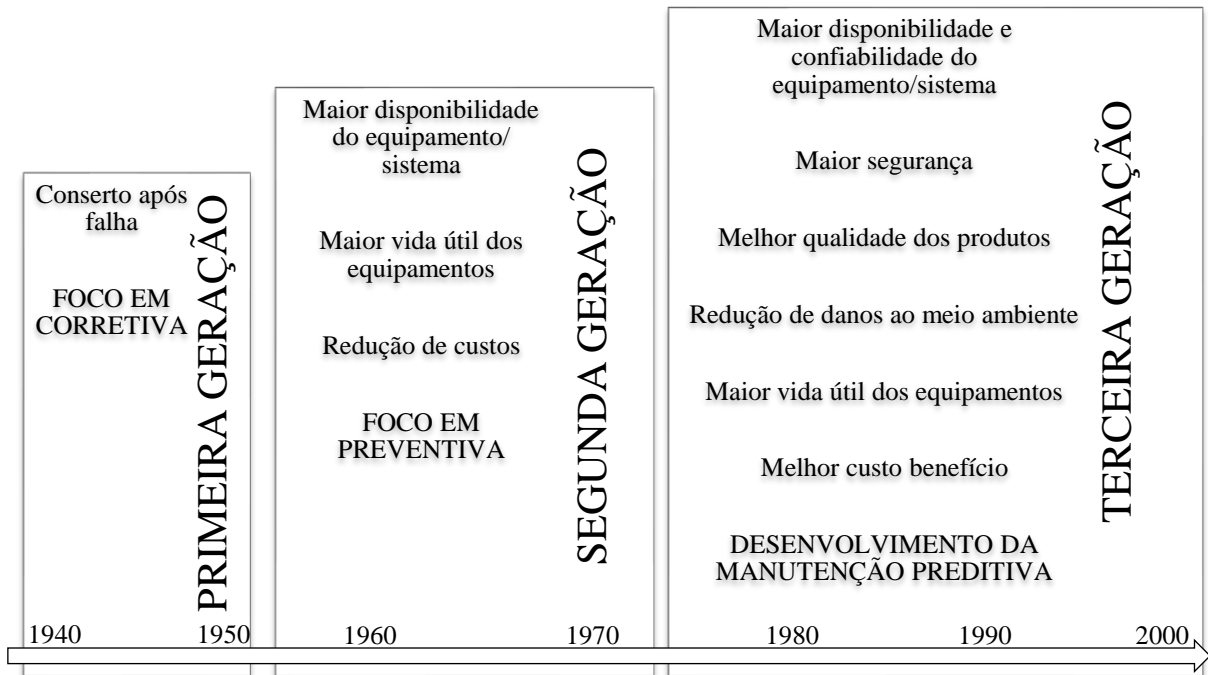 Conserto após
falha
FOCO EM
CORRETIVA
PRIMEIRA GERAÇÃO
Maior disponibilidade
do equipamento/
sistema
Maior vida útil dos
equipamentos
Redução de custos
FOCO EM
PREVENTIVA
SEGUNDA GERAÇÃO
Maior disponibilidade e
confiabilidade do
equipamento/sistema
Maior segurança
Melhor qualidade dos produtos
Redução de danos ao meio ambiente
Maior vida útil dos equipamentos
Melhor custo benefício
DESENVOLVIMENTO DA
MANUTENÇÃO PREDITIVA
TERCEIRA GERAÇÃO
1940 1950 1960 1970 1980 1990 2000